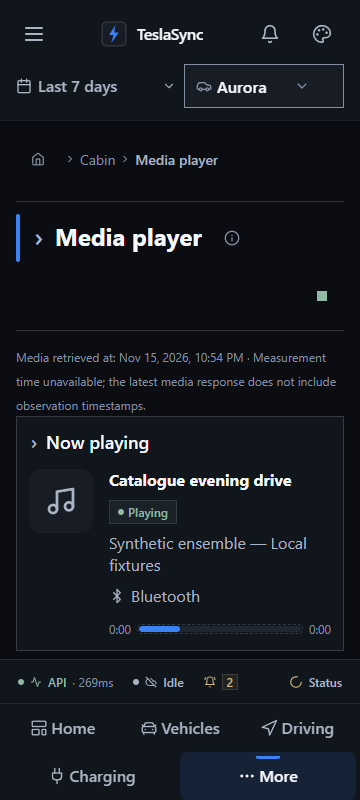 TeslaSync
Last 7 days
Aurora
Cabin
Media player
Media player
Media retrieved at: Nov 15, 2026, 10:54 PM · Measurement
time unavailable; the latest media response does not include
observation timestamps.
Now playing
Catalogue evening drive
Playing
Synthetic ensemble — Local
fixtures
Bluetooth
0:00
0:00
API · 269ms
Idle
2
Status
Home
Vehicles
Driving
Charging
More